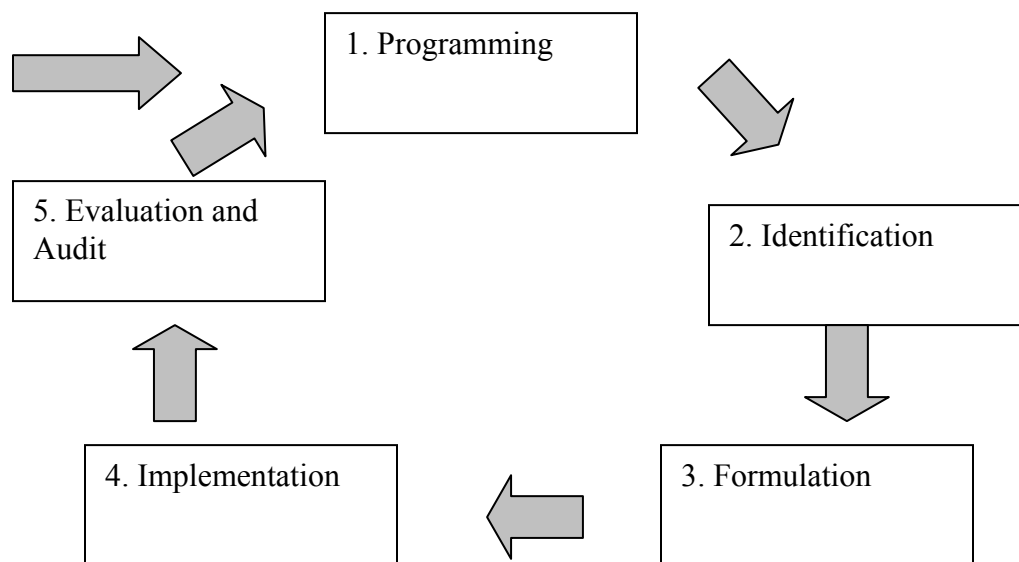 1. Programming
2. Identification
3. Formulation
4. Implementation
5. Evaluation and
Audit